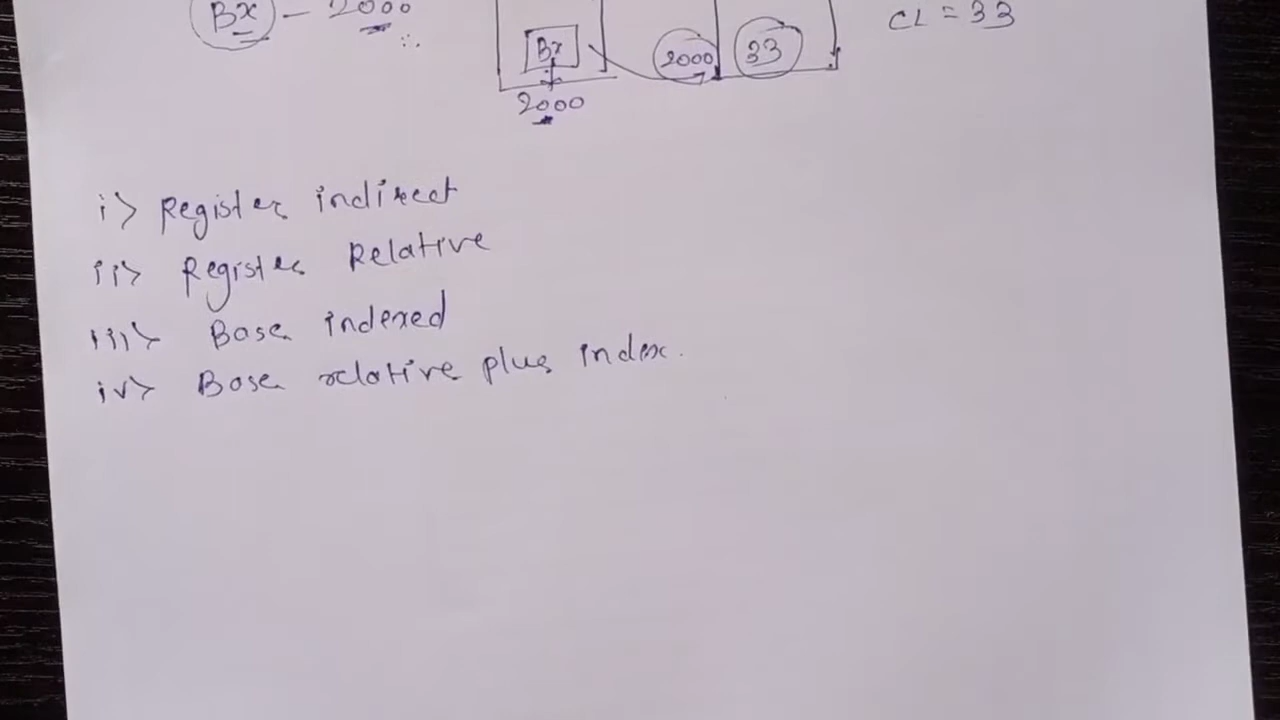 Bx - 2000
Bx 2000 33
CL = 33
2000
i> Register indirect
ii> Register Relative
iii> Base indexed
iv> Base relative plus index.